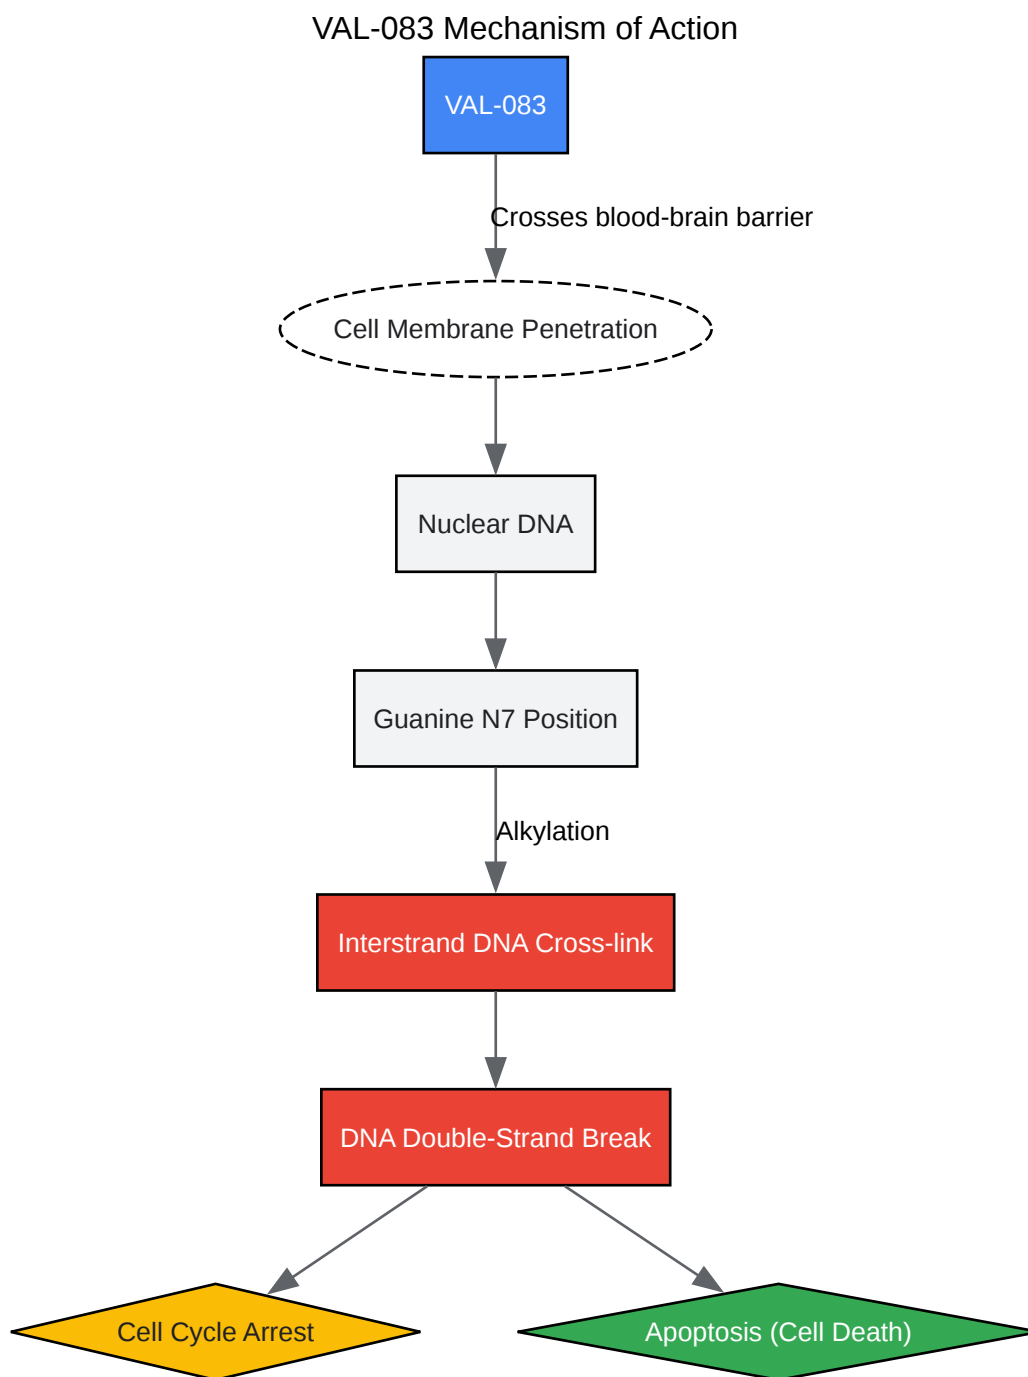 VAL-083 Mechanism of Action
VAL-083
Crosses blood-brain barrier
Cell Membrane Penetration
Nuclear DNA
Guanine N7 Position
Alkylation
Interstrand DNA Cross-link
DNA Double-Strand Break
Cell Cycle Arrest
Apoptosis (Cell Death)